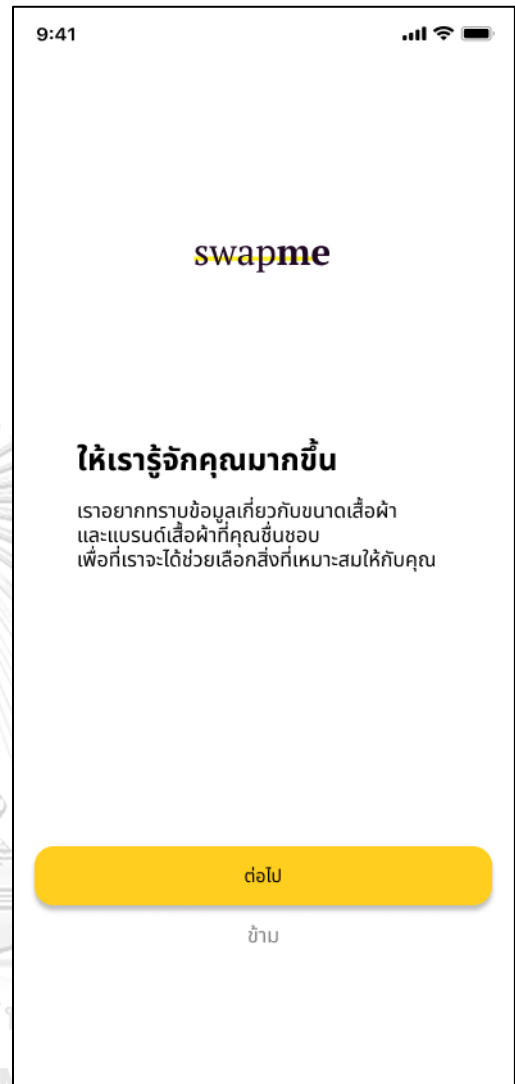 9:41
swapme
ให้เรารู้จักคุณมากขึ้น
เราอยากทราบข้อมูลเกี่ยวกับขนาดเสื้อผ้า
และแบรนด์เสื้อผ้าที่คุณชื่นชอบ
เพื่อที่เราจะได้ช่วยเลือกสิ่งที่เหมาะสมให้กับคุณ
ต่อไป
ข้าม